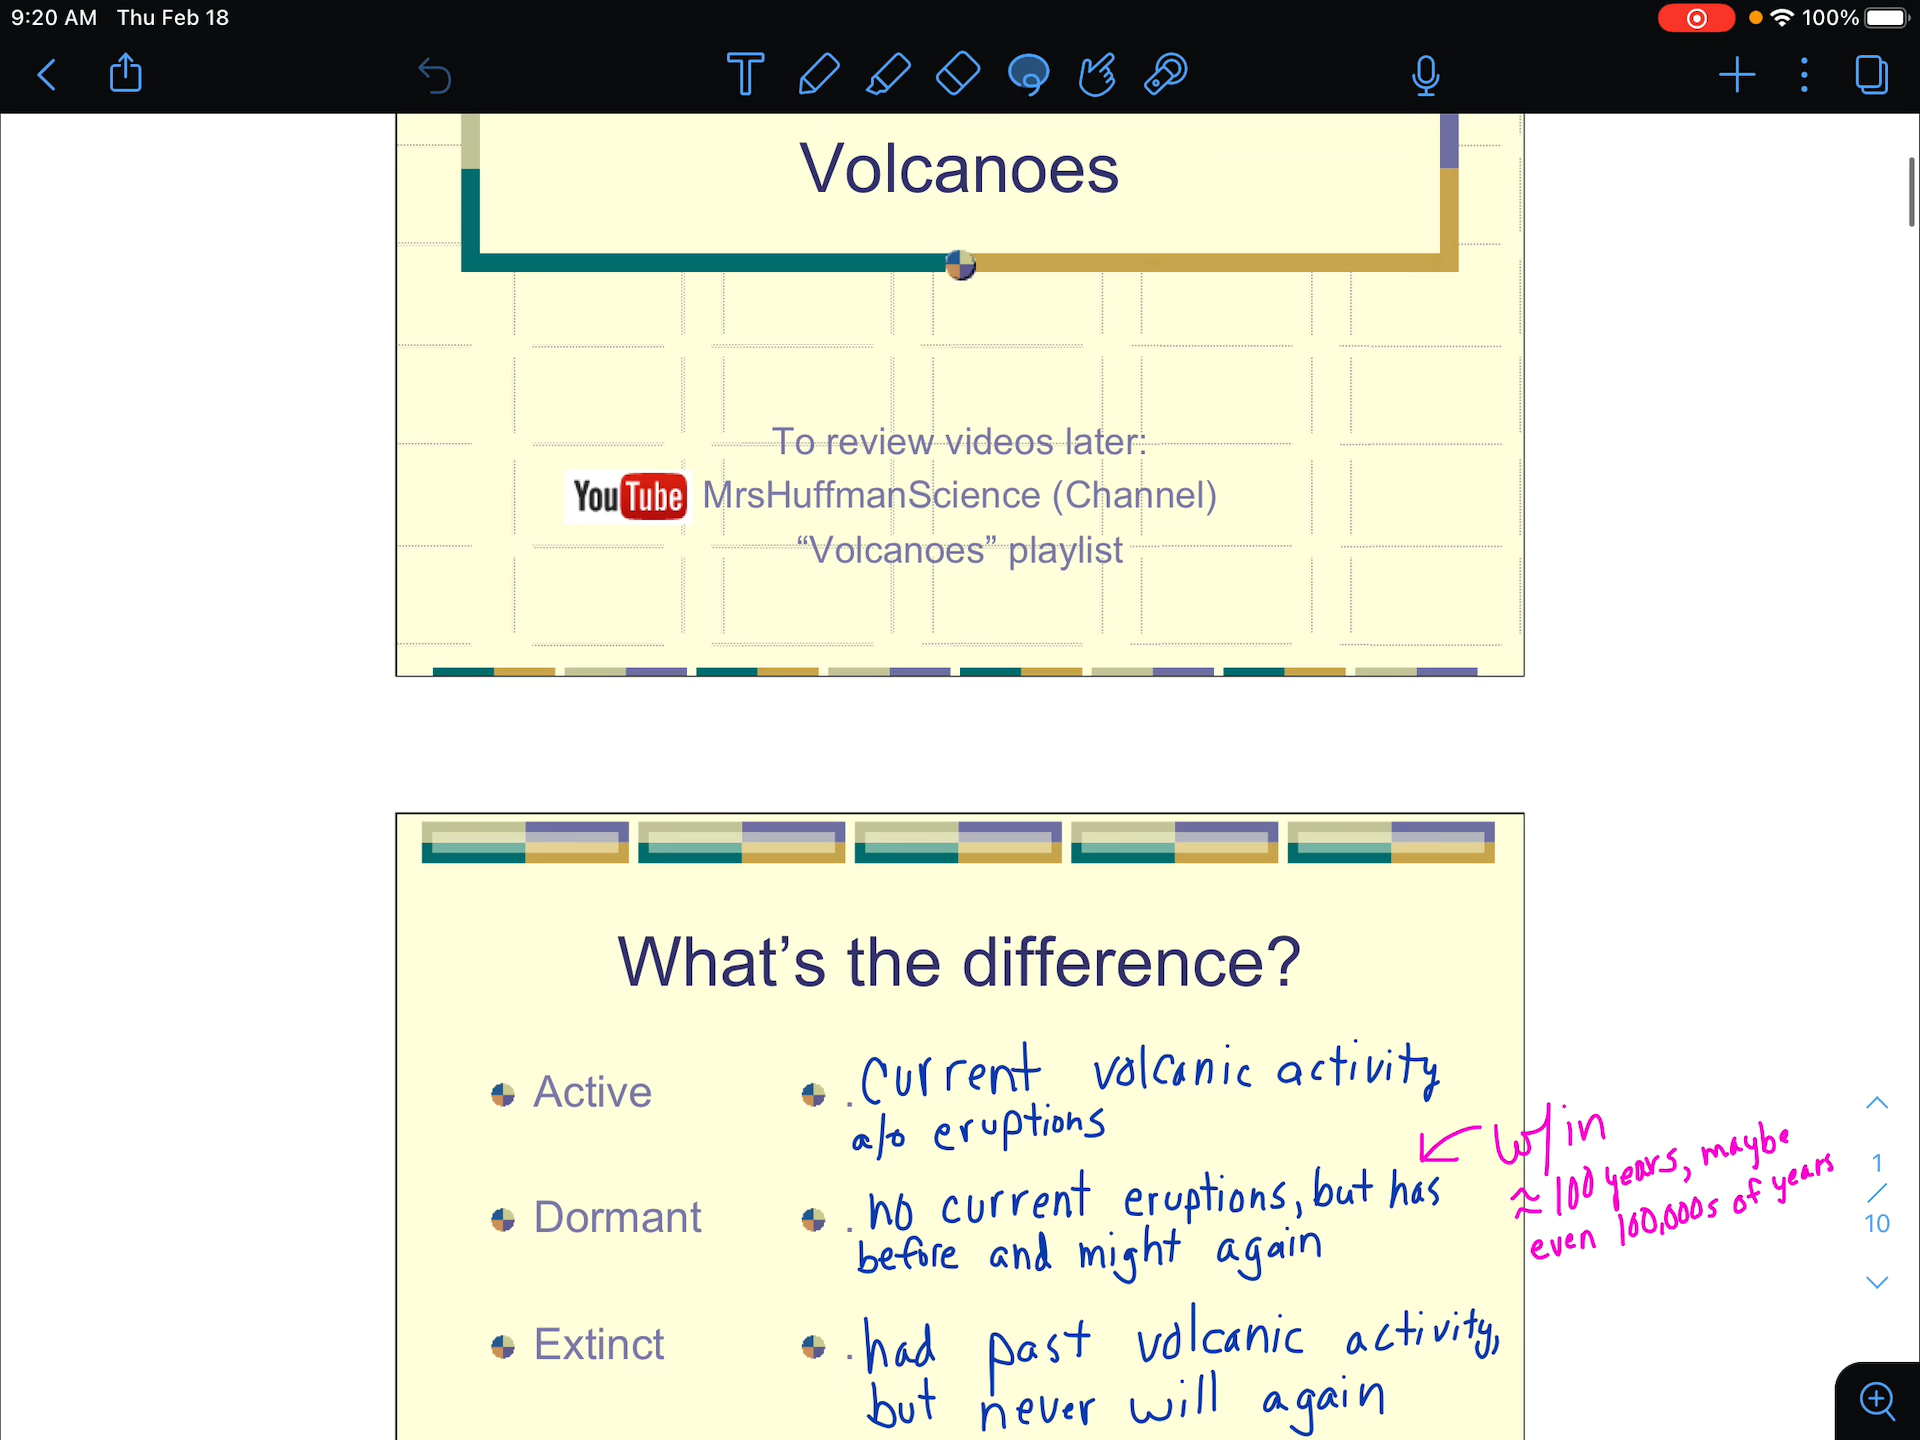 9:20 AM Thu Feb 18 100%
Volcanoes
To review videos later:
YouTube MrsHuffmanScience (Channel)
“Volcanoes” playlist
What’s the difference?
Active . Current volcanic activity
a/o eruptions
w/in
≈ 100 years, maybe
even 100,000s of years
Dormant . no current eruptions, but has
before and might again
Extinct . had past volcanic activity,
but never will again
1
/
10